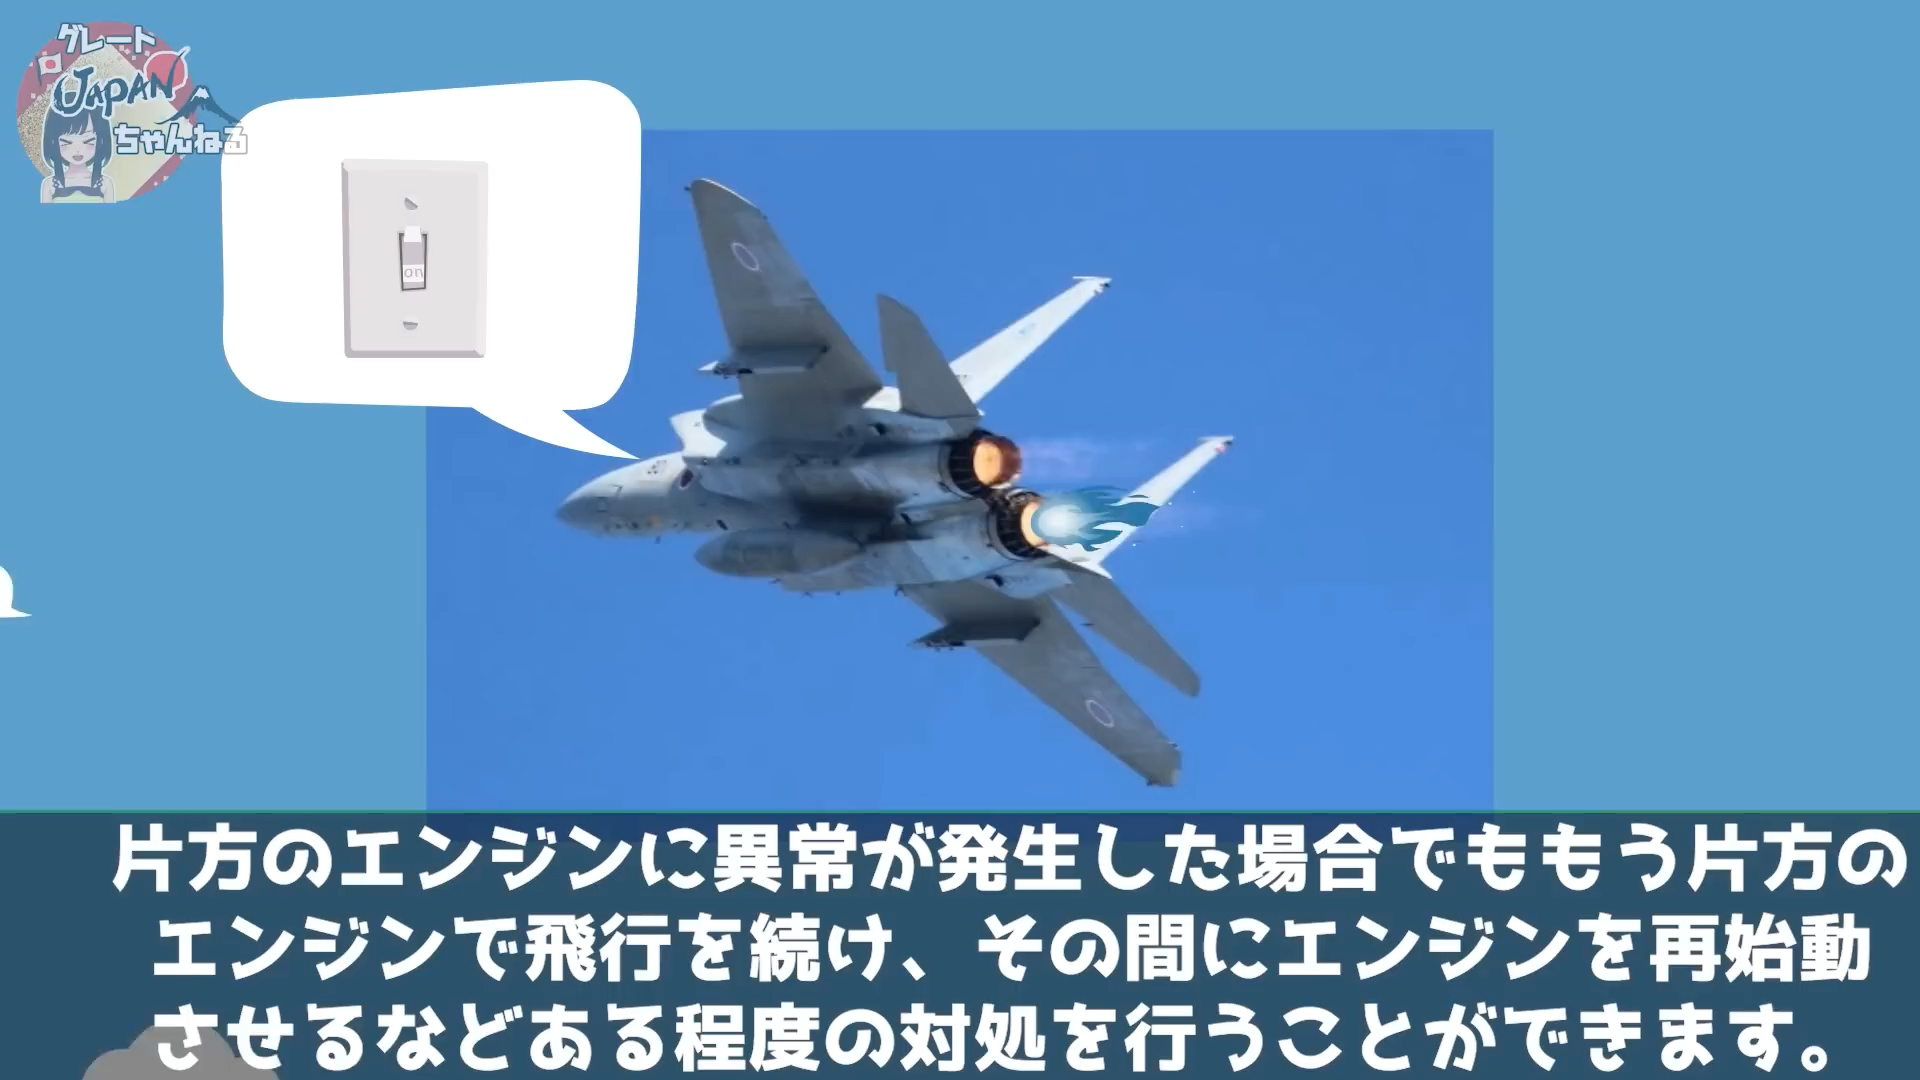 グレート
JAPAN
ちゃんねる
on
片方のエンジンに異常が発生した場合でももう片方の
エンジンで飛行を続け、その間にエンジンを再始動
させるなどある程度の対処を行うことができます。